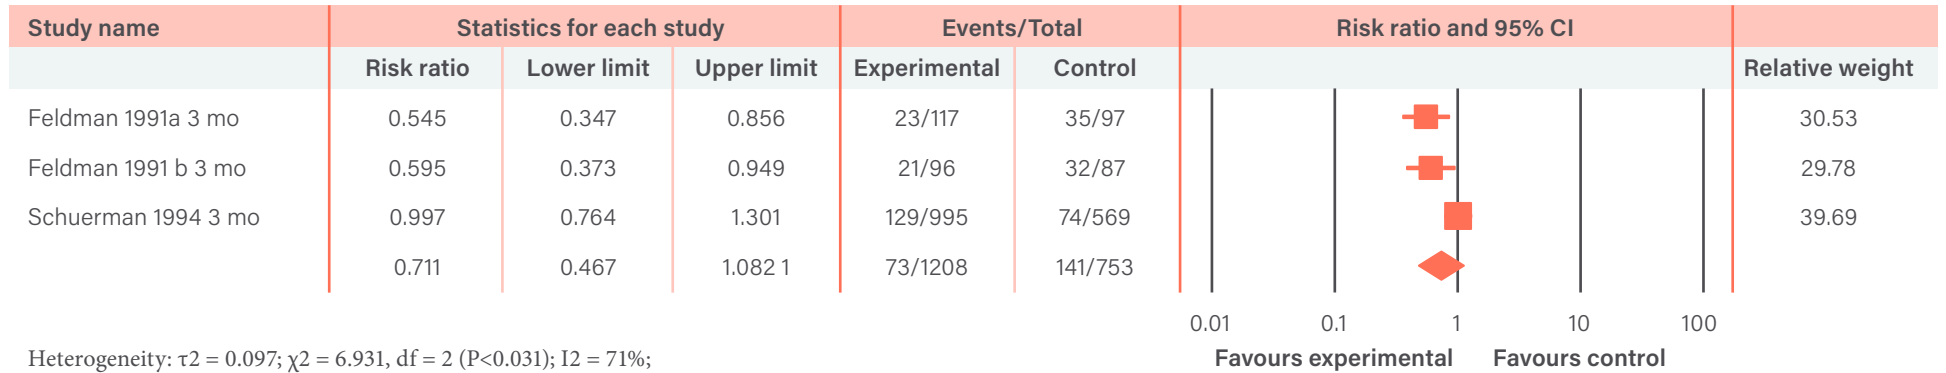 Study name Statistics for each study Events/Total Risk ratio and 95% CI
Risk ratio Lower limit Upper limit Experimental Control Relative weight
Feldman 1991a 3 mo 0.545 0.347 0.856 23/117 35/97 30.53
Feldman 1991 b 3 mo 0.595 0.373 0.949 21/96 32/87 29.78
Schuerman 1994 3 mo 0.997 0.764 1.301 129/995 74/569 39.69
0.711 0.467 1.082 1 73/1208 141/753
0.01 0.1 1 10 100
Heterogeneity: τ2 = 0.097; χ2 = 6.931, df = 2 (P<0.031); I2 = 71%; Favours experimental Favours control